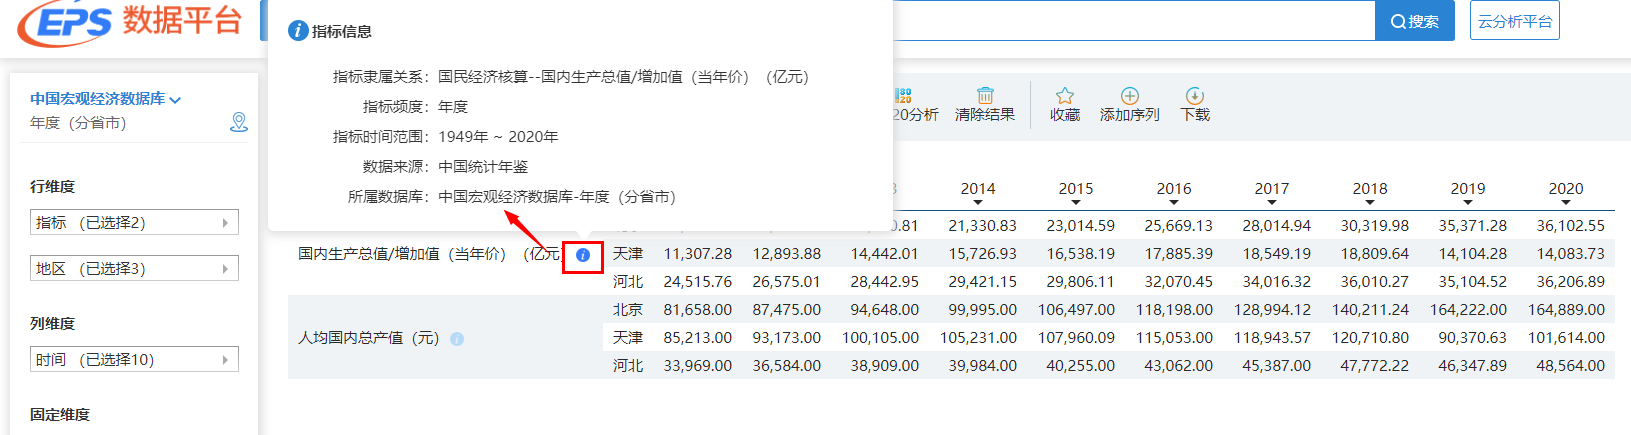 EPS 数据平台
搜索
云分析平台
指标信息
指标隶属关系：国民经济核算--国内生产总值/增加值（当年价）（亿元）
指标频度：年度
指标时间范围：1949年 ~ 2020年
数据来源：中国统计年鉴
所属数据库：中国宏观经济数据库-年度（分省市）
中国宏观经济数据库
年度（分省市）
行维度
指标 （已选择2）
地区 （已选择3）
列维度
时间 （已选择10）
固定维度
80
20
20分析
清除结果
收藏
添加序列
下载
3 2014 2015 2016 2017 2018 2019 2020
0.81 21,330.83 23,014.59 25,669.13 28,014.94 30,319.98 35,371.28 36,102.55
国内生产总值/增加值（当年价）（亿元 天津 11,307.28 12,893.88 14,442.01 15,726.93 16,538.19 17,885.39 18,549.19 18,809.64 14,104.28 14,083.73
河北 24,515.76 26,575.01 28,442.95 29,421.15 29,806.11 32,070.45 34,016.32 36,010.27 35,104.52 36,206.89
北京 81,658.00 87,475.00 94,648.00 99,995.00 106,497.00 118,198.00 128,994.12 140,211.24 164,222.00 164,889.00
人均国内总产值（元） 天津 85,213.00 93,173.00 100,105.00 105,231.00 107,960.09 115,053.00 118,943.57 120,710.80 90,370.63 101,614.00
河北 33,969.00 36,584.00 38,909.00 39,984.00 40,255.00 43,062.00 45,387.00 47,772.22 46,347.89 48,564.00